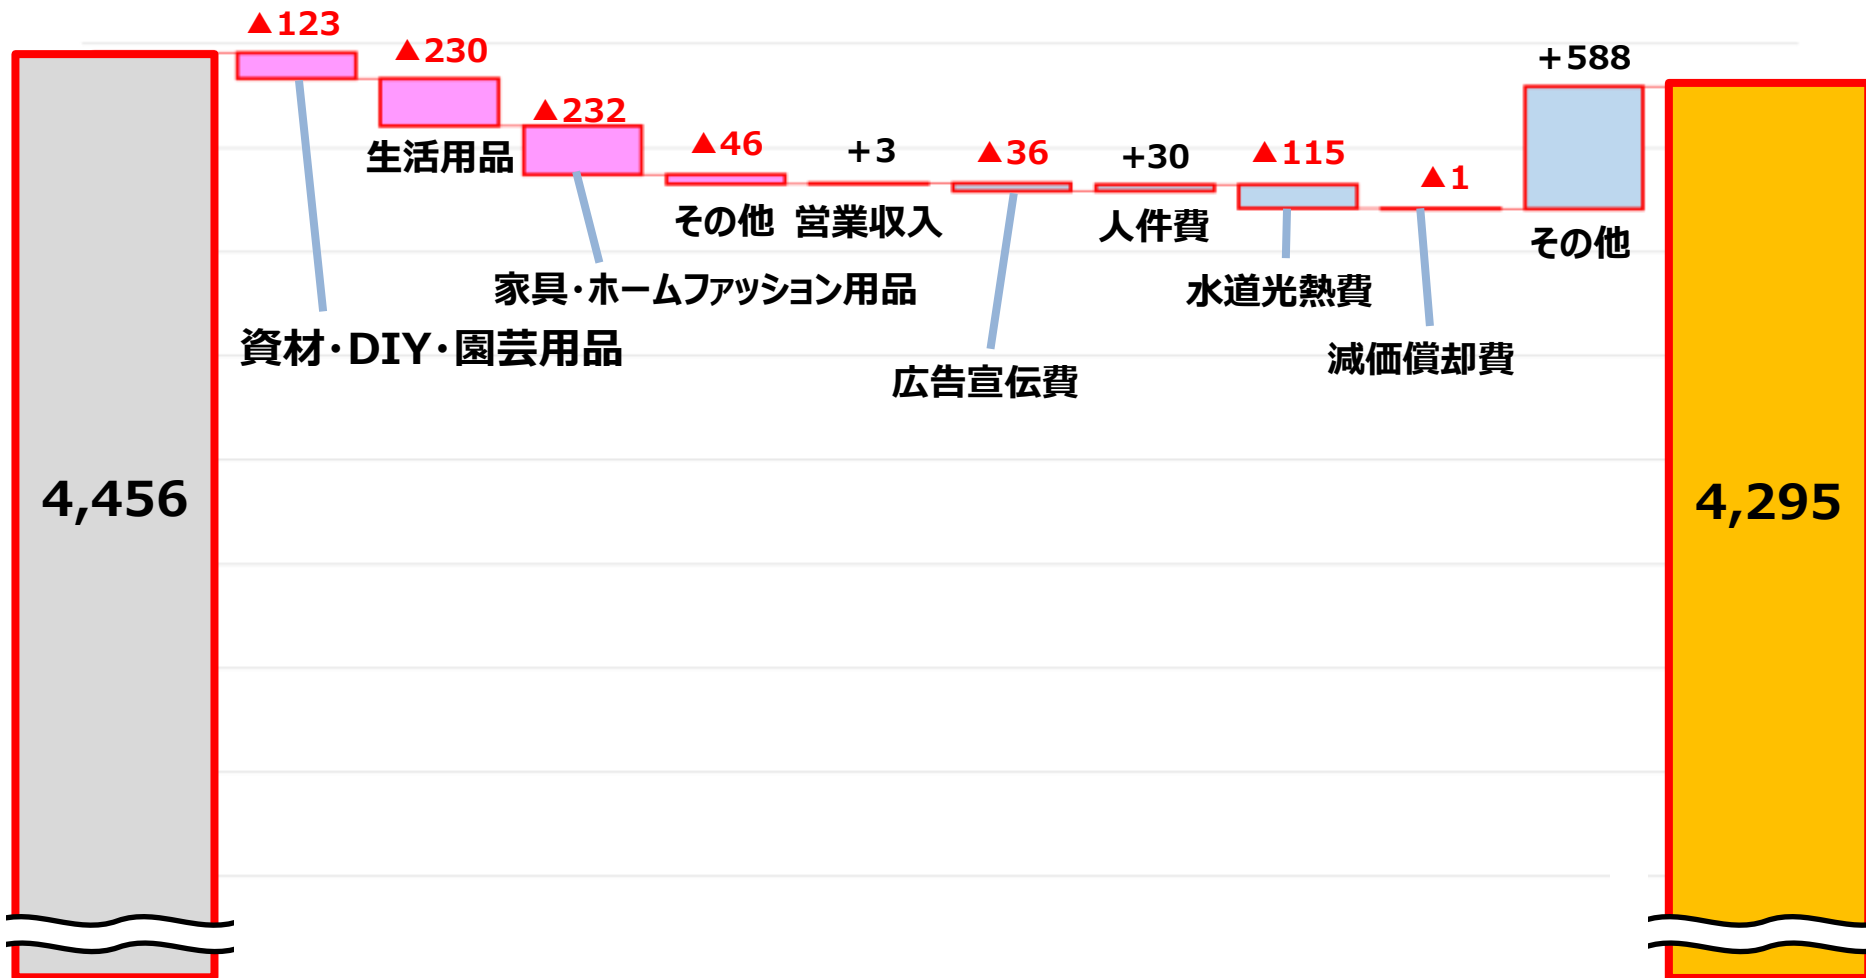 ▲123
▲230
▲232
▲46
+3
▲36
+30
▲115
▲1
+588
生活用品
その他
営業収入
人件費
その他
家具・ホームファッション用品
水道光熱費
資材・DIY・園芸用品
広告宣伝費
減価償却費
4,456
4,295